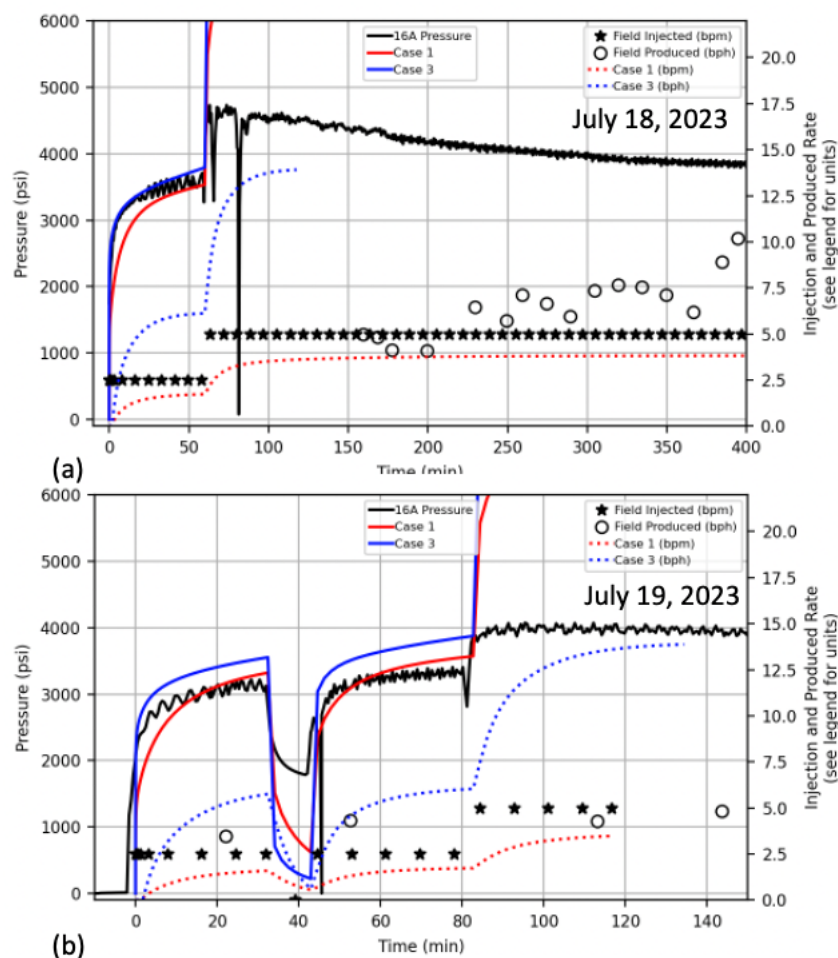 6000
5000
4000
3000
2000
1000
0
Pressure (psi)
16A Pressure
Case 1
Case 3
Field Injected (bpm)
Field Produced (bph)
Case 1 (bpm)
Case 3 (bph)
July 18, 2023
20.0
17.5
15.0
12.5
10.0
7.5
5.0
2.5
0.0
Injection and Produced Rate
(see legend for units)
0 50 100 150 200 250 300 350 400
Time (min)
(a)
6000
5000
4000
3000
2000
1000
0
Pressure (psi)
16A Pressure
Case 1
Case 3
Field Injected (bpm)
Field Produced (bph)
Case 1 (bpm)
Case 3 (bph)
July 19, 2023
20.0
17.5
15.0
12.5
10.0
7.5
5.0
2.5
0.0
Injection and Produced Rate
(see legend for units)
0 20 40 60 80 100 120 140
Time (min)
(b)